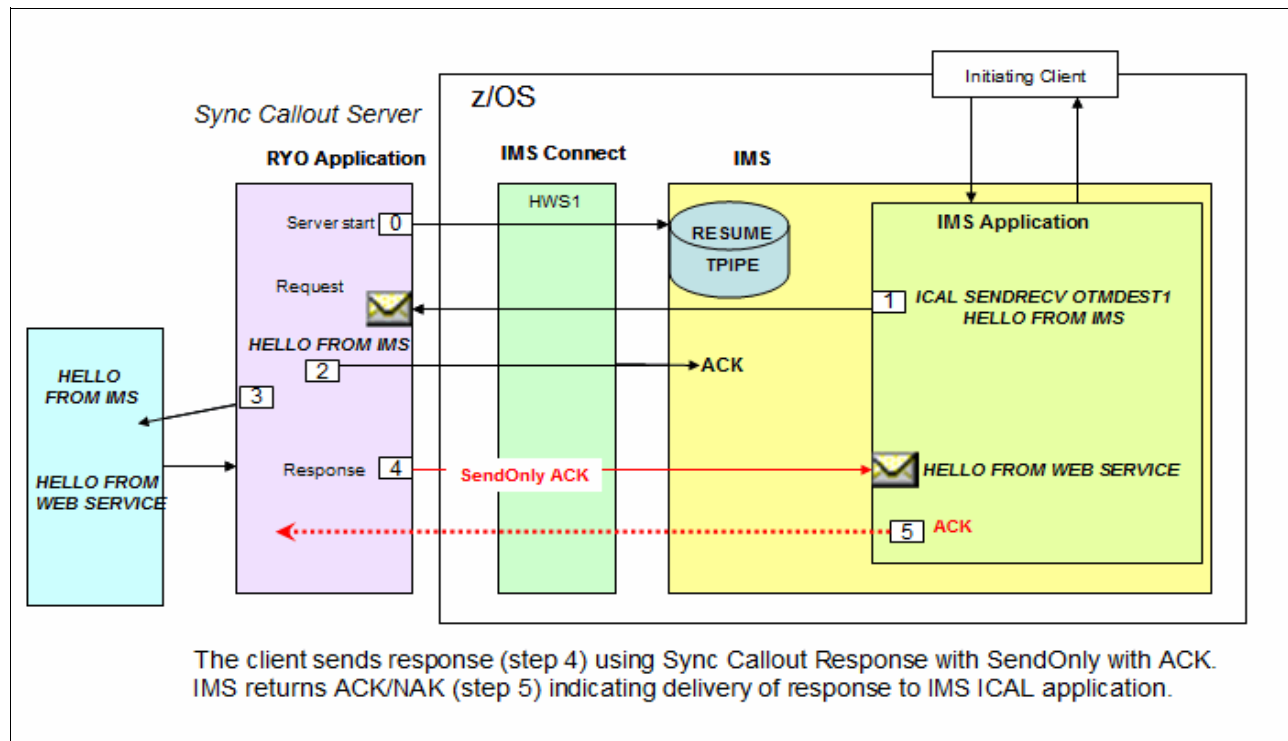 Initiating Client
z/OS
Sync Callout Server
RYO Application
IMS Connect
IMS
HWS1
Server start
0
RESUME
TPIPE
IMS Application
Request
1
ICAL SENDRECV OTMDEST1
HELLO FROM IMS
HELLO FROM IMS
2
ACK
HELLO
FROM IMS
3
Response
4
SendOnly ACK
HELLO FROM WEB SERVICE
HELLO FROM
WEB SERVICE
5
ACK
The client sends response (step 4) using Sync Callout Response with SendOnly with ACK.
IMS returns ACK/NAK (step 5) indicating delivery of response to IMS ICAL application.